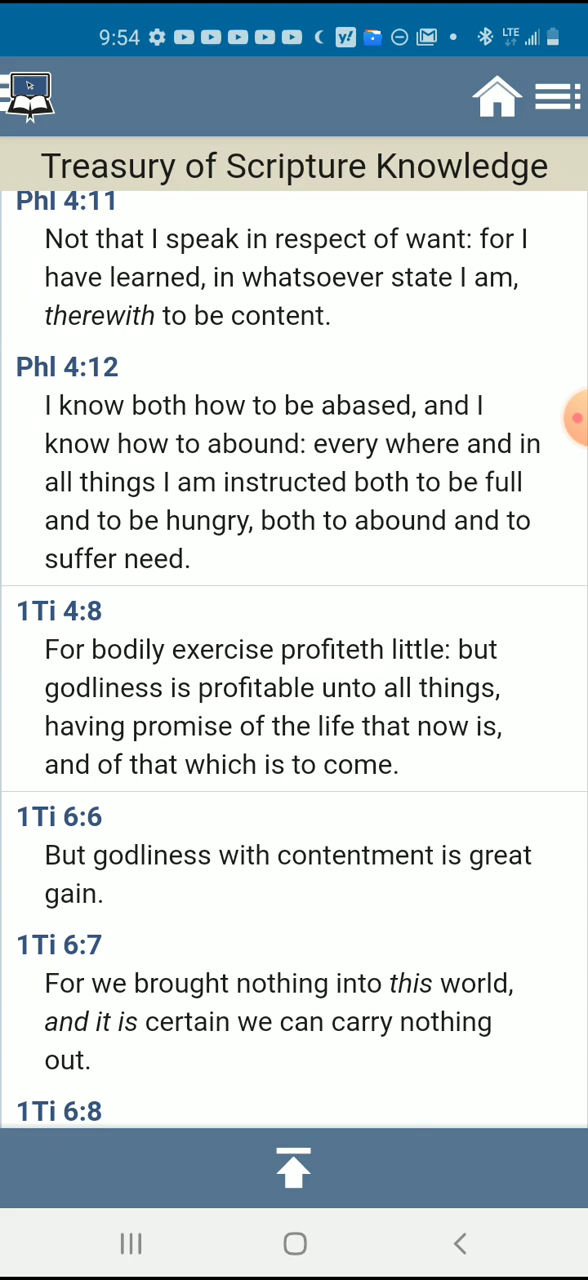 9:54
y!
LTE
Treasury of Scripture Knowledge
Phl 4:11
Not that I speak in respect of want: for I
have learned, in whatsoever state I am,
therewith to be content.
Phl 4:12
I know both how to be abased, and I
know how to abound: every where and in
all things I am instructed both to be full
and to be hungry, both to abound and to
suffer need.
1Ti 4:8
For bodily exercise profiteth little: but
godliness is profitable unto all things,
having promise of the life that now is,
and of that which is to come.
1Ti 6:6
But godliness with contentment is great
gain.
1Ti 6:7
For we brought nothing into this world,
and it is certain we can carry nothing
out.
1Ti 6:8